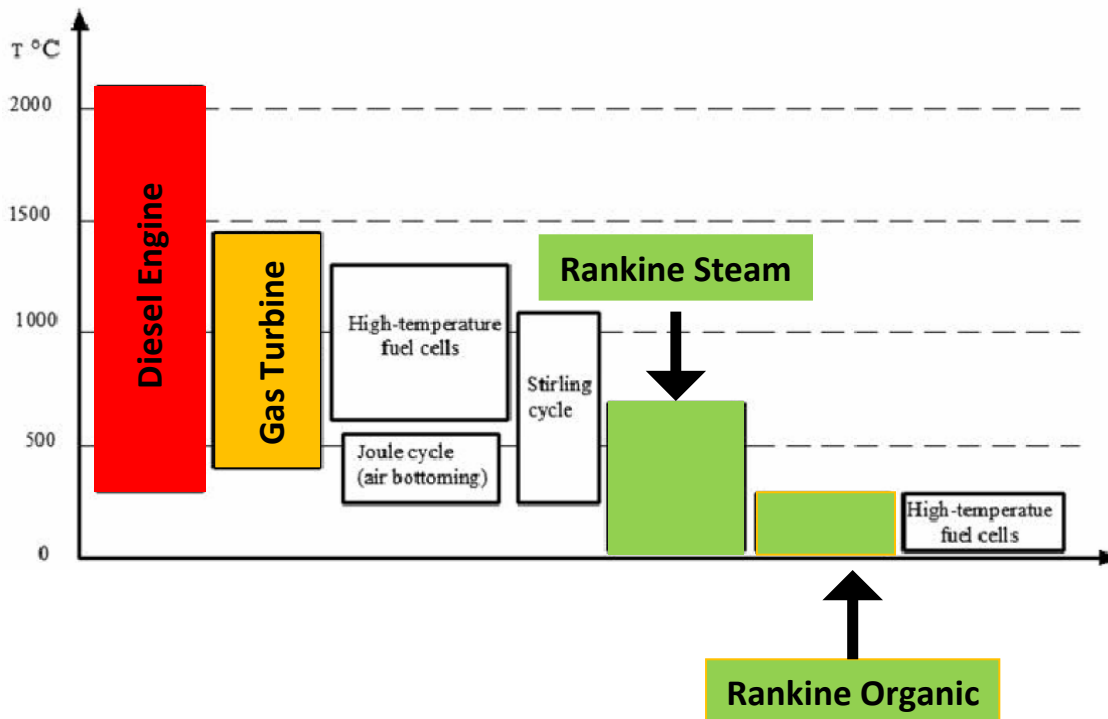 T °C
2000
1500
1000
500
0
Diesel Engine
Gas Turbine
High-temperature
fuel cells
Joule cycle
(air bottoming)
Stirling
cycle
Rankine Steam
High-temperatue
fuel cells
Rankine Organic